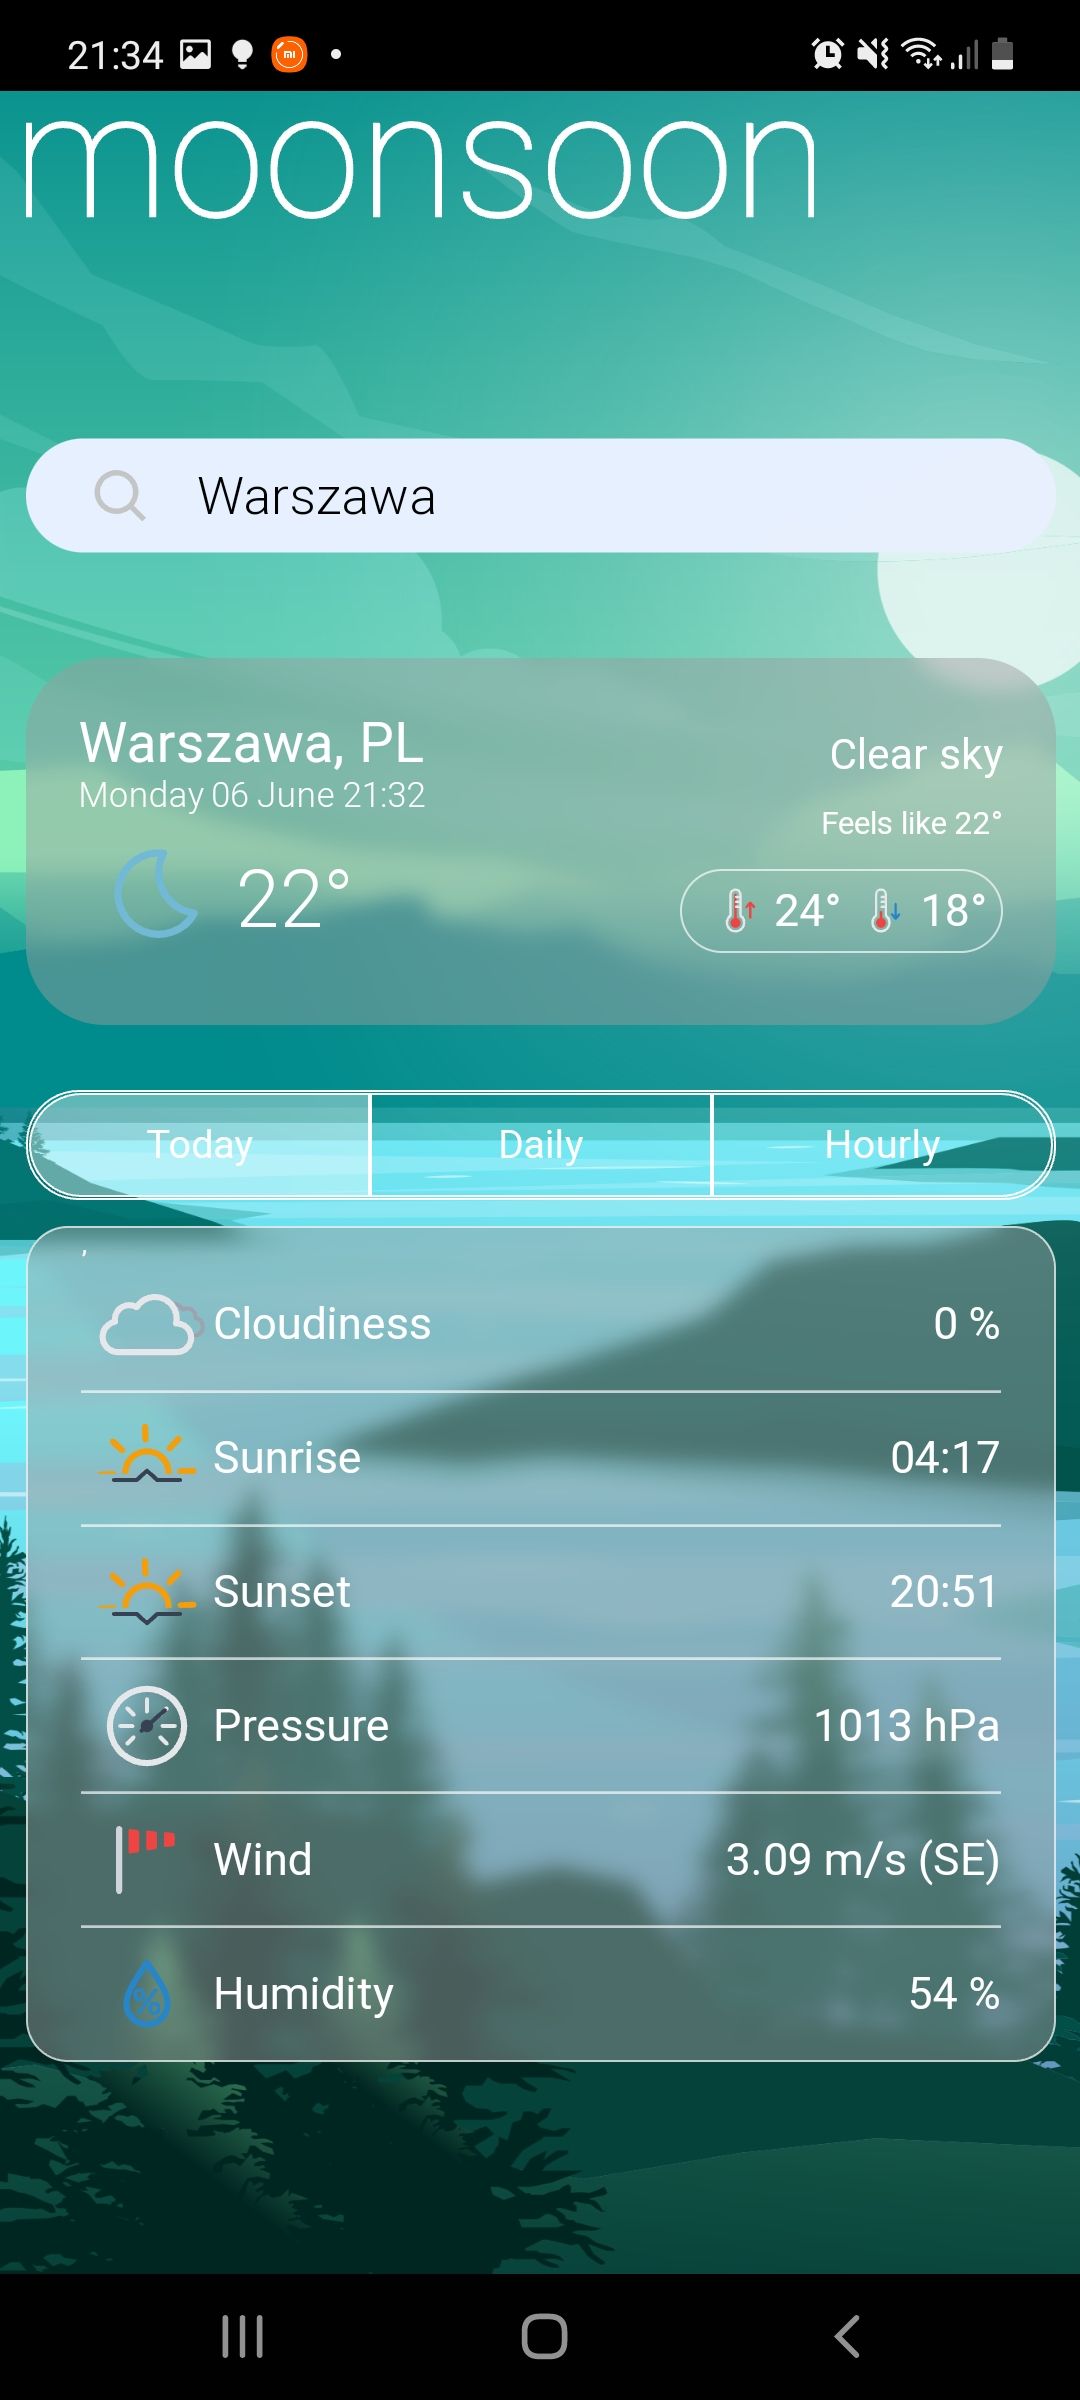 21:34
moonsoon
Warszawa
Warszawa, PL
Clear sky
Monday 06 June 21:32
Feels like 22°
22°
24° 18°
Today Daily Hourly
,
Cloudiness 0 %
Sunrise 04:17
Sunset 20:51
Pressure 1013 hPa
Wind 3.09 m/s (SE)
% Humidity 54 %